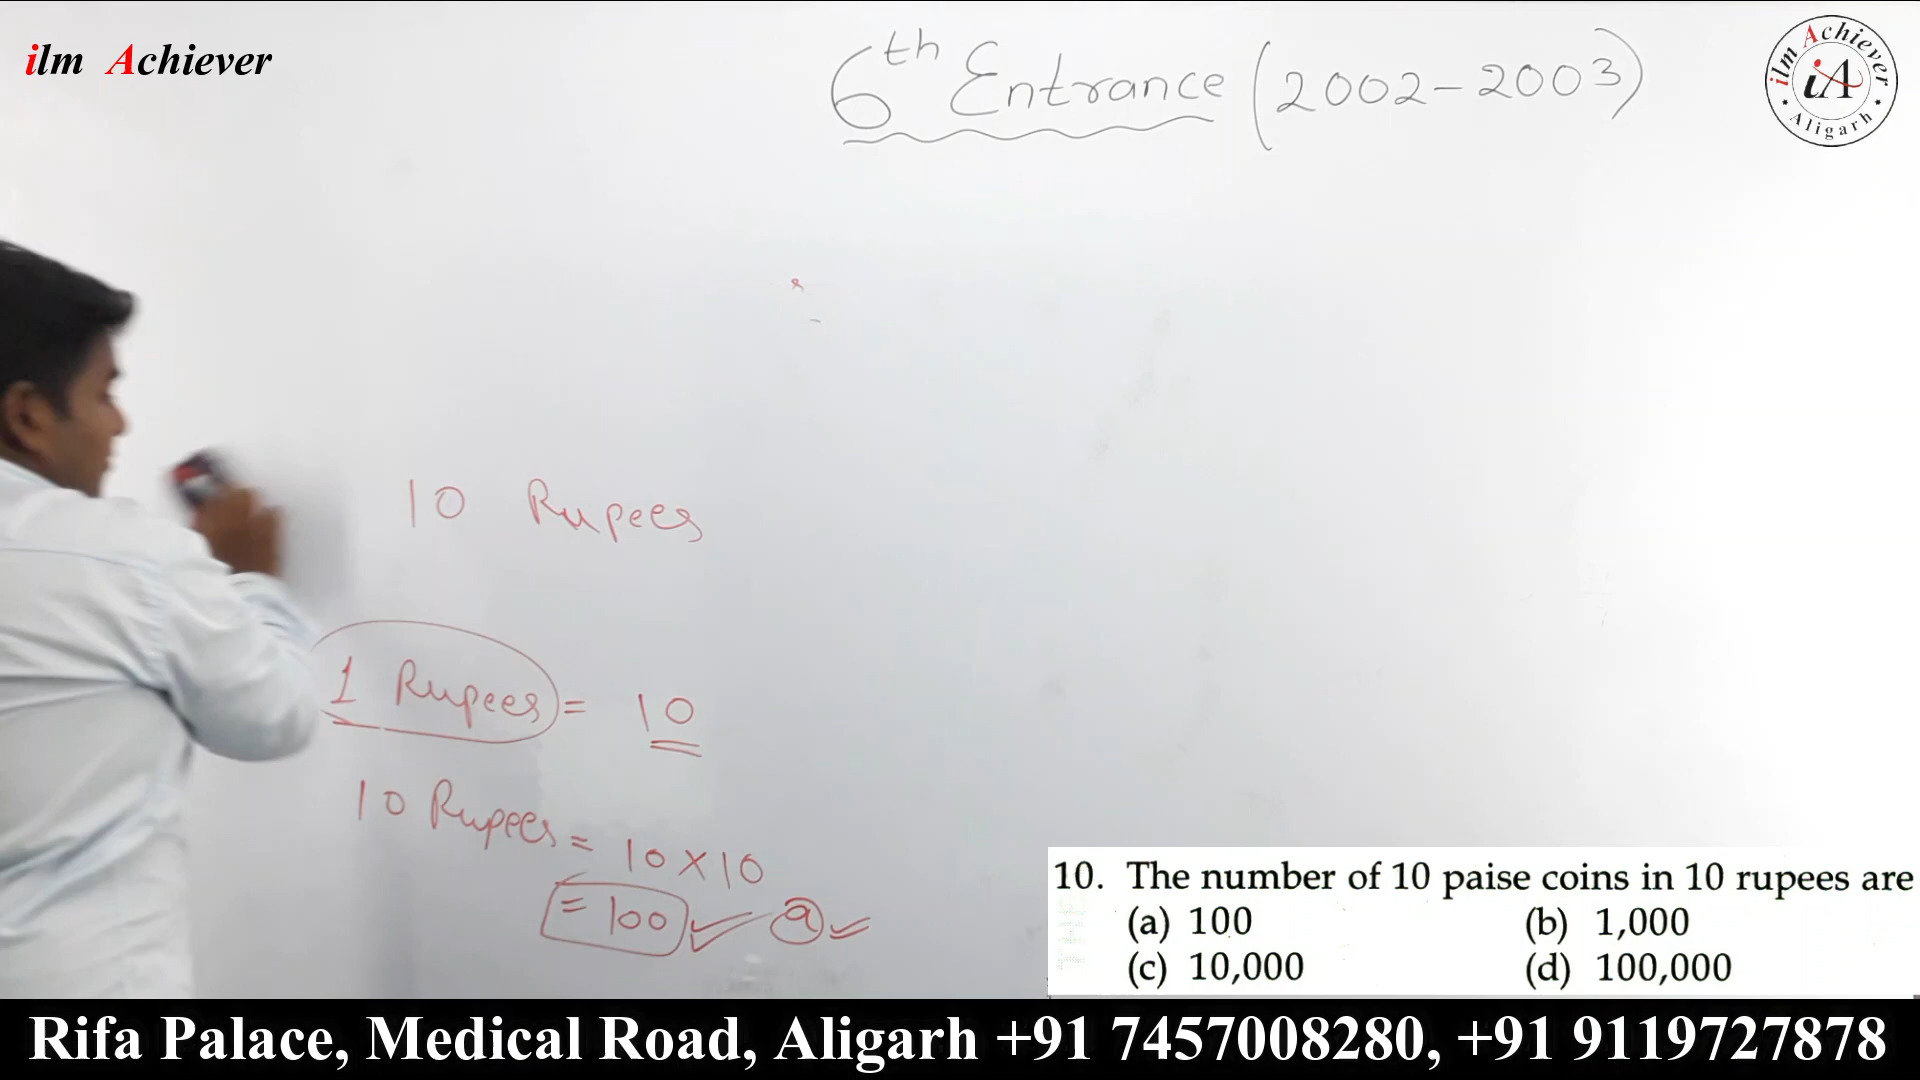 ilm Achiever
6th Entrance (2002-2003)
ilm Achiever
iA
Aligarh
10 Rupees
1 Rupees = 10
10 Rupees = 10 × 10
= 100 a
10. The number of 10 paise coins in 10 rupees are
(a) 100 (b) 1,000
(c) 10,000 (d) 100,000
Rifa Palace, Medical Road, Aligarh +91 7457008280, +91 9119727878